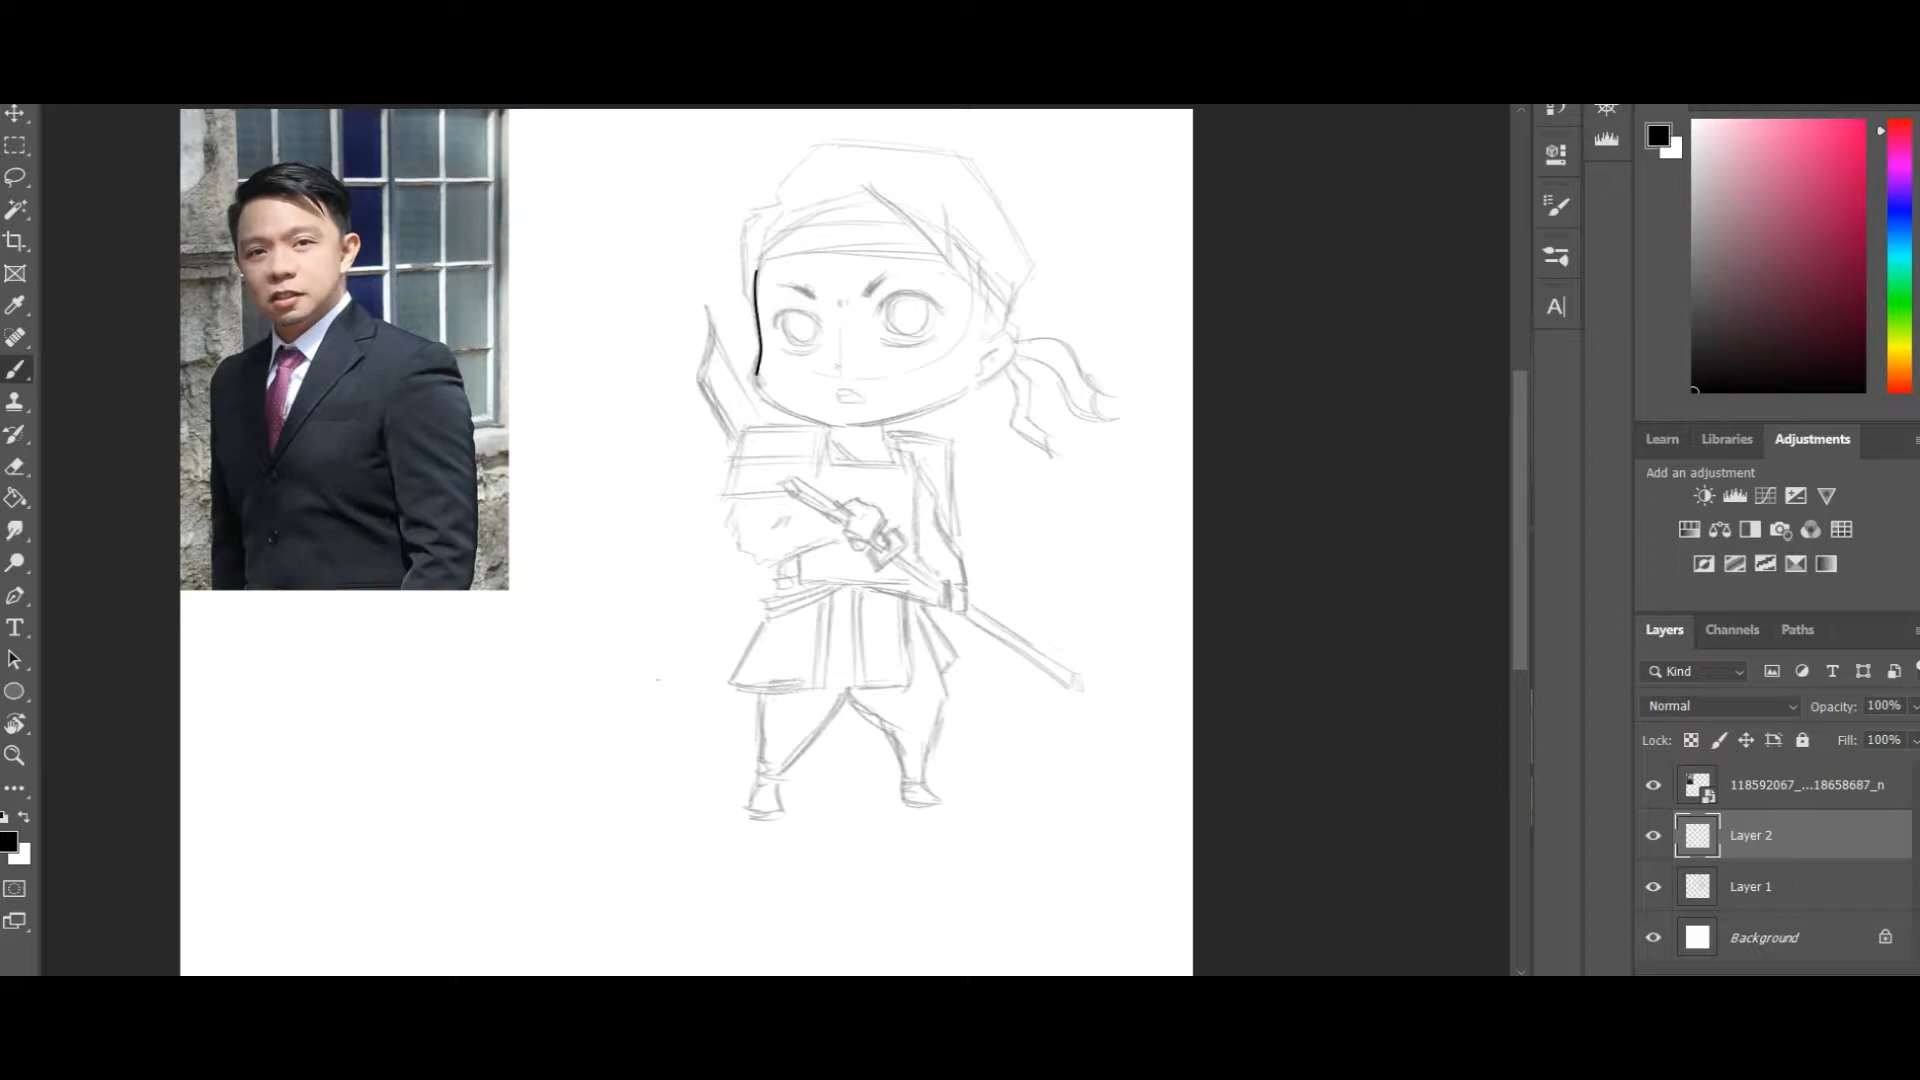 A|
Learn Libraries Adjustments
Add an adjustment
Layers Channels Paths
Kind
Normal Opacity: 100%
Lock: Fill: 100%
118592067_...18658687_n
Layer 2
Layer 1
Background